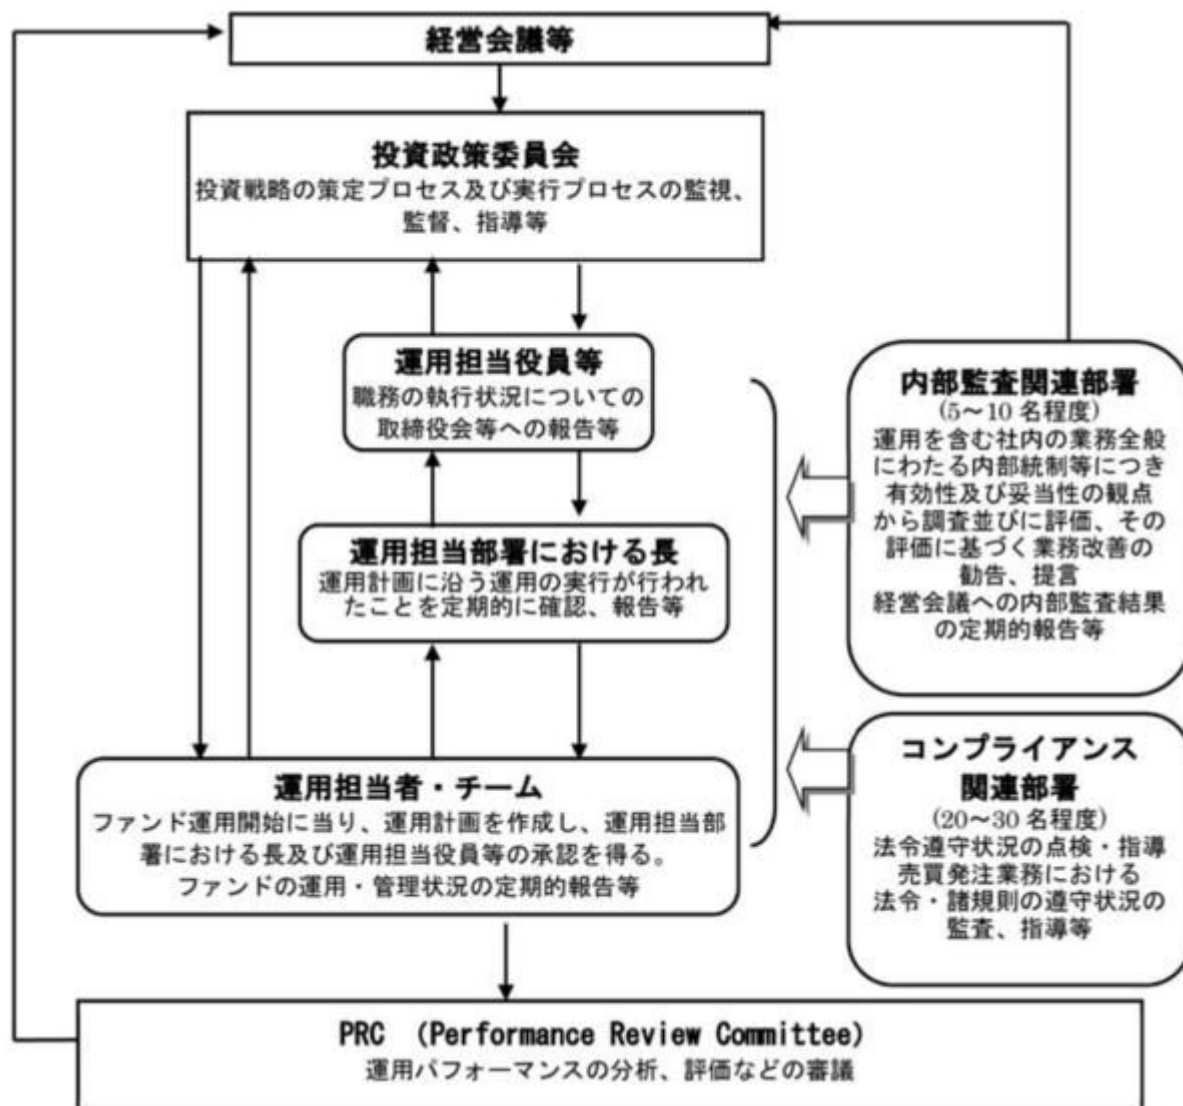 経営会議等
投資政策委員会
投資戦略の策定プロセス及び実行プロセスの監視、
監督、指導等
運用担当役員等
職務の執行状況についての
取締役会等への報告等
運用担当部署における長
運用計画に沿う運用の実行が行われ
たことを定期的に確認、報告等
運用担当者・チーム
ファンド運用開始に当り、運用計画を作成し、運用担当部
署における長及び運用担当役員等の承認を得る。
ファンドの運用・管理状況の定期的報告等
内部監査関連部署
(5～10 名程度)
運用を含む社内の業務全般
にわたる内部統制等につき
有効性及び妥当性の観点
から調査並びに評価、その
評価に基づく業務改善の
勧告、提言
経営会議への内部監査結果
の定期的報告等
コンプライアンス
関連部署
(20～30 名程度)
法令遵守状況の点検・指導
売買発注業務における
法令・諸規則の遵守状況の
監査、指導等
PRC (Performance Review Committee)
運用パフォーマンスの分析、評価などの審議